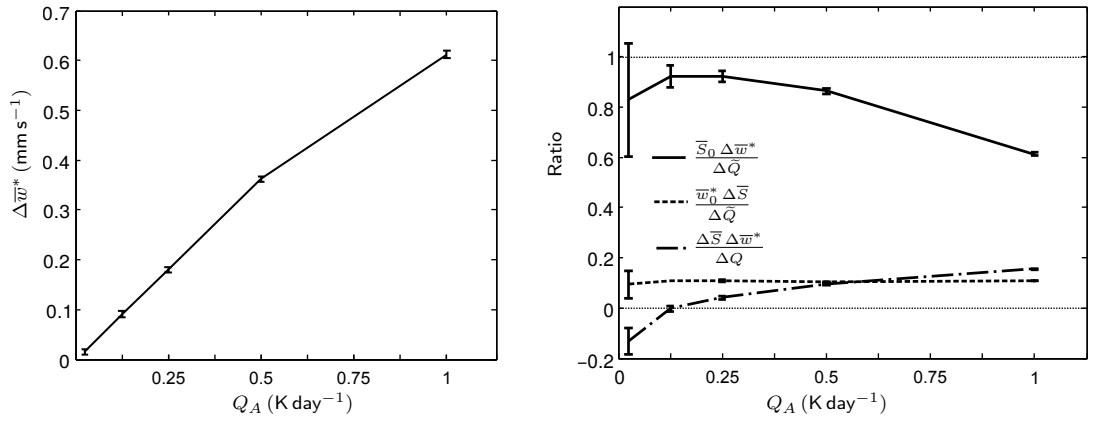 0.7
0.6
0.5
0.4
0.3
0.2
0.1
0
Δw̅* (mm s⁻¹)
0.25 0.5 0.75 1
Q_A (K day⁻¹)
1
0.8
0.6
0.4
0.2
0
−0.2
Ratio
S̅₀ Δw̅*
ΔQ̃
w̅₀* ΔS̅
ΔQ̃
ΔS̅ Δw̅*
ΔQ
0 0.25 0.5 0.75 1
Q_A (K day⁻¹)